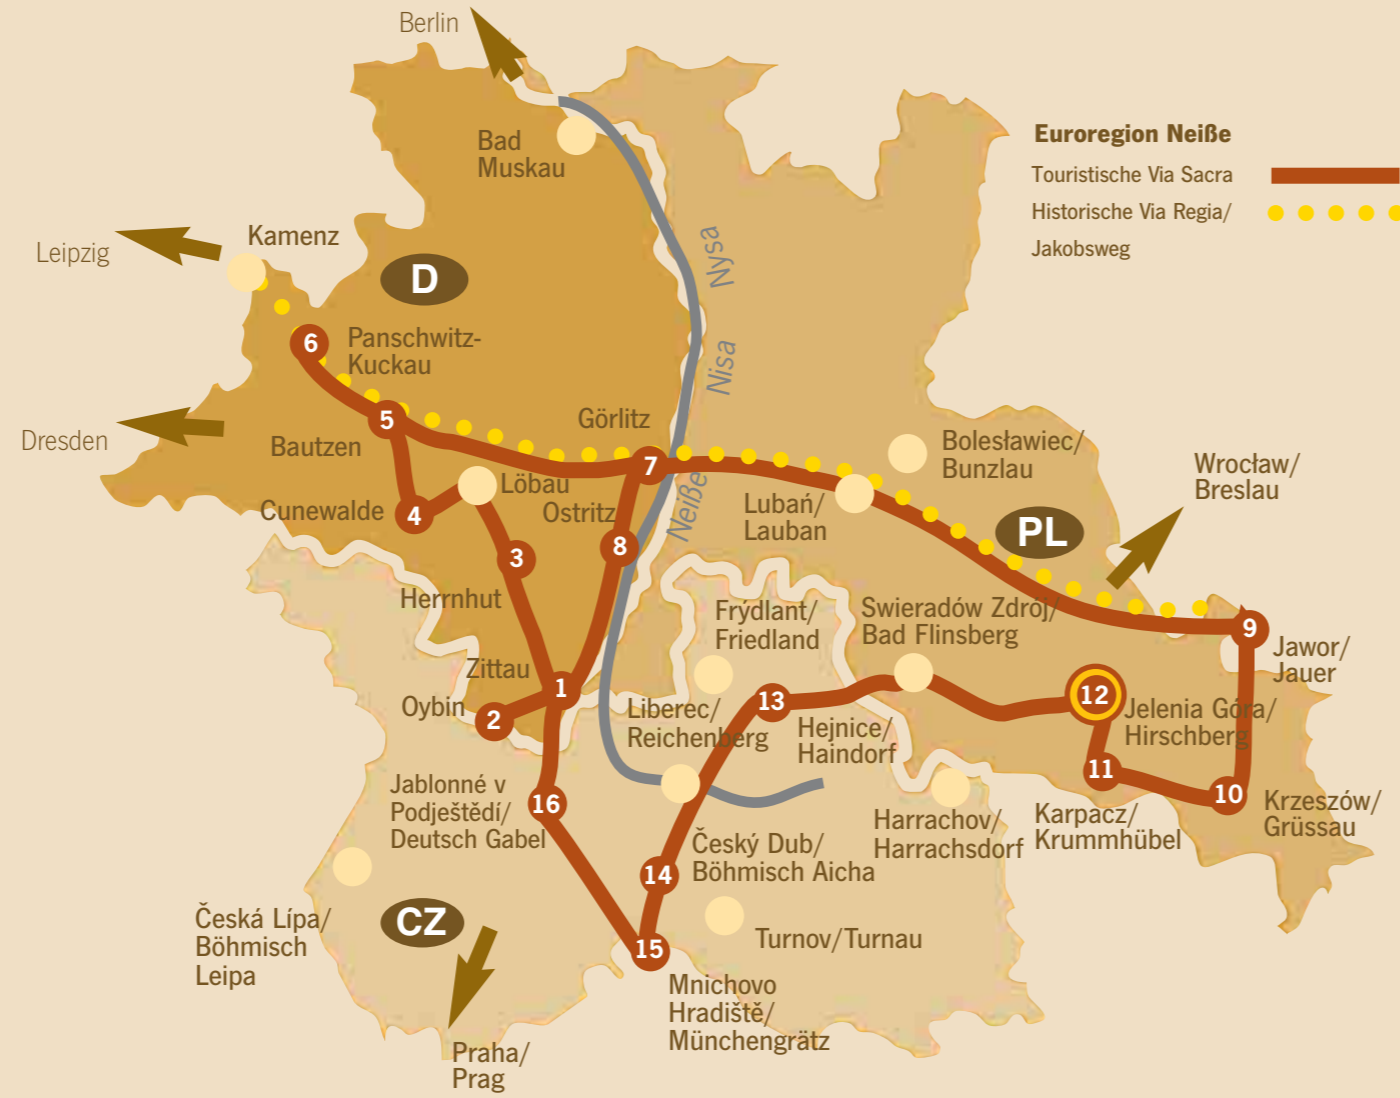 Berlin
Bad
Muskau
Euroregion Neiße
Touristische Via Sacra
Historische Via Regia/
Jakobsweg
Kamenz
Leipzig
D
Nysa
6
Panschwitz-
Kuckau
Nisa
Dresden
5
Bautzen
Görlitz
7
Neiße
Bolesławiec/
Bunzlau
Wrocław/
Breslau
Löbau
Cunewalde
4
Ostritz
8
Lubań/
Lauban
PL
3
Herrnhut
Frýdlant/
Friedland
Swieradów Zdrój/
Bad Flinsberg
9
Jawor/
Jauer
Zittau
1
Oybin
2
Liberec/
Reichenberg
13
Hejnice/
Haindorf
12
Jelenia Góra/
Hirschberg
11
Karpacz/
Krummhübel
10
Krzeszów/
Grüssau
Jablonné v
Podještědí/
Deutsch Gabel
16
Harrachov/
Harrachsdorf
Český Dub/
Böhmisch Aicha
14
Česká Lípa/
Böhmisch
Leipa
CZ
Turnov/Turnau
15
Mnichovo
Hradiště/
Münchengrätz
Praha/
Prag